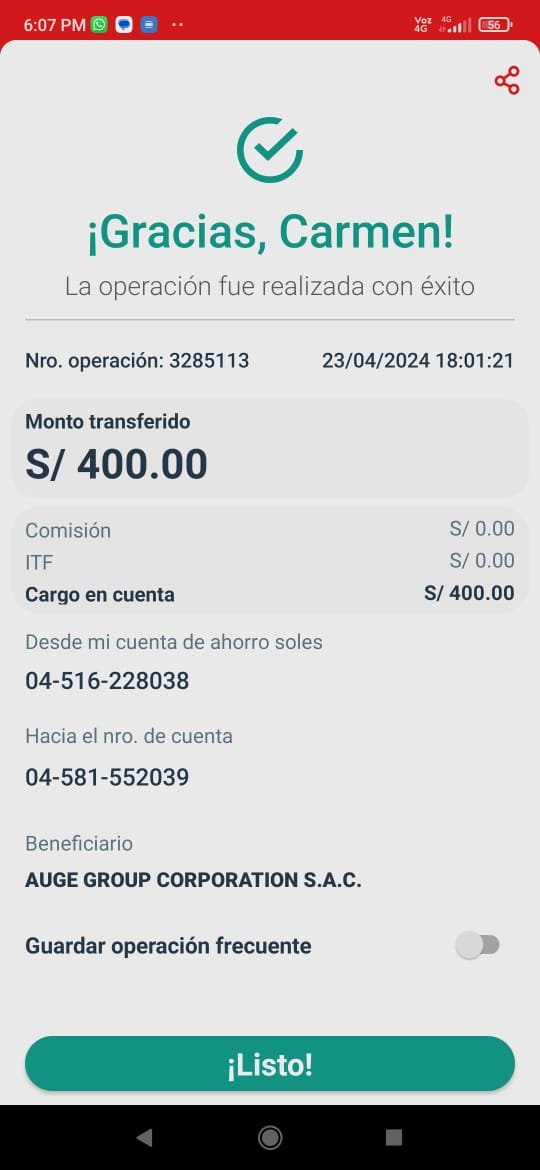 6:07 PM
Voz 4G
4G
56
¡Gracias, Carmen!
La operación fue realizada con éxito
Nro. operación: 3285113 23/04/2024 18:01:21
Monto transferido
S/ 400.00
Comisión S/ 0.00
ITF S/ 0.00
Cargo en cuenta S/ 400.00
Desde mi cuenta de ahorro soles
04-516-228038
Hacia el nro. de cuenta
04-581-552039
Beneficiario
AUGE GROUP CORPORATION S.A.C.
Guardar operación frecuente
¡Listo!